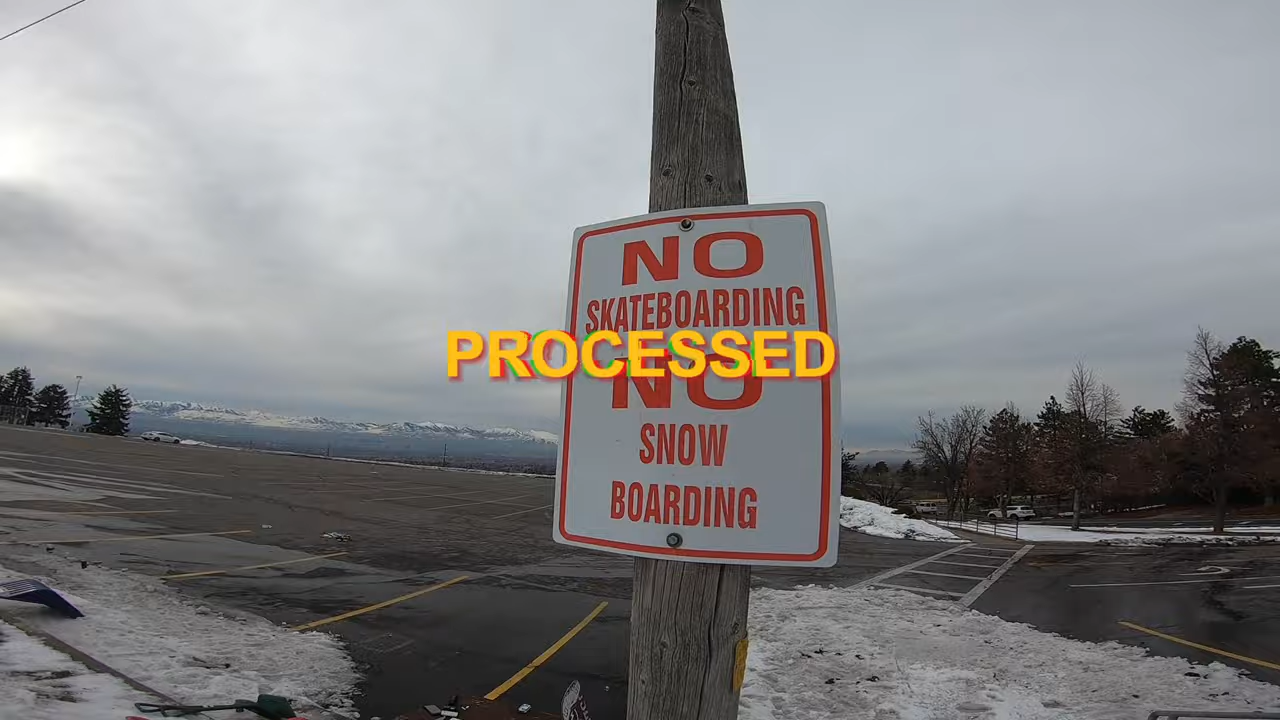 NO
SKATEBOARDING
PROCESSED
NO
SNOW
BOARDING